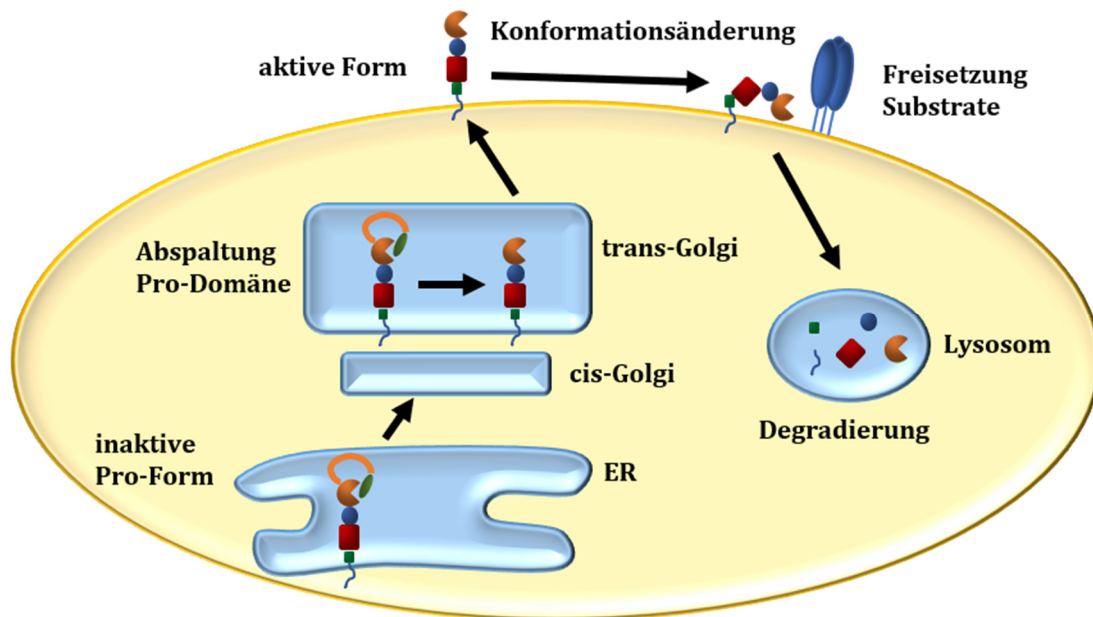 Konformationsänderung
aktive Form
Freisetzung
Substrate
Abspaltung
Pro-Domäne
trans-Golgi
cis-Golgi
Lysosom
Degradierung
inaktive
Pro-Form
ER